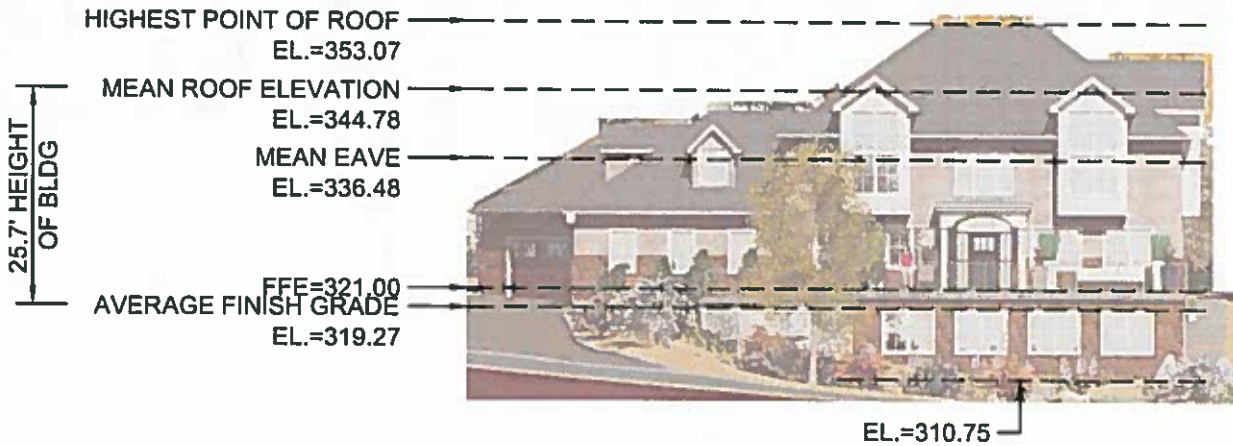 HIGHEST POINT OF ROOF
EL.=353.07
MEAN ROOF ELEVATION
EL.=344.78
MEAN EAVE
EL.=336.48
25.7' HEIGHT
OF BLDG
FFE=321.00
AVERAGE FINISH GRADE
EL.=319.27
EL.=310.75